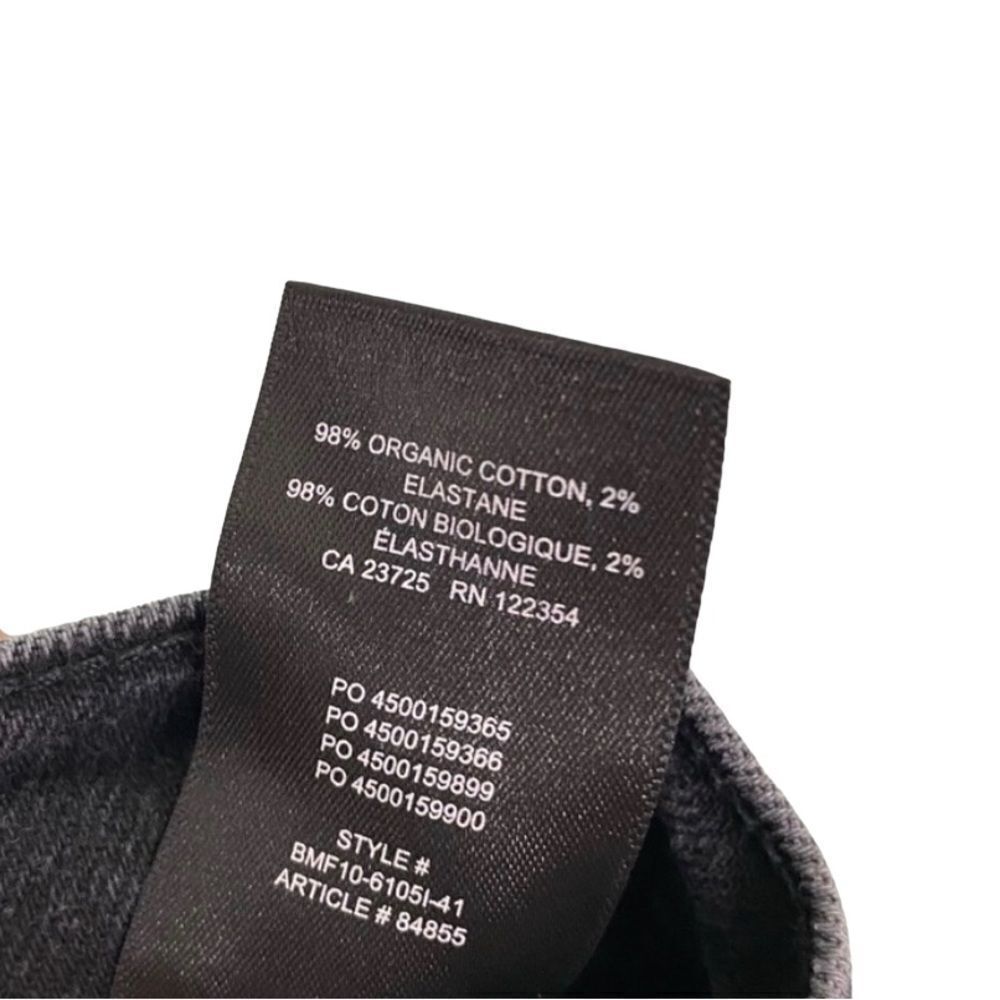 98% ORGANIC COTTON, 2%
ELASTANE
98% COTON BIOLOGIQUE, 2%
ÉLASTHANNE
CA 23725 RN 122354
PO 4500159365
PO 4500159366
PO 4500159899
PO 4500159900
STYLE #
BMF10-6105I-41
ARTICLE # 84855